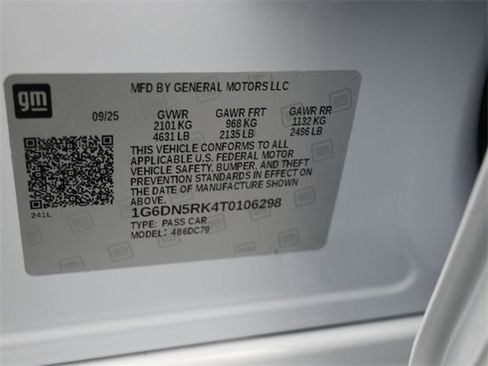 gm
MFD BY GENERAL MOTORS LLC
09/25 GVWR GAWR FRT GAWR RR
2101 KG 968 KG 1132 KG
4631 LB 2135 LB 2496 LB
THIS VEHICLE CONFORMS TO ALL
APPLICABLE U.S. FEDERAL MOTOR
VEHICLE SAFETY, BUMPER, AND THEFT
PREVENTION STANDARDS IN EFFECT ON
THE DATE OF MANUFACTURE SHOWN
ABOVE.
241L
1G6DN5RK4T0106298
TYPE: PASS CAR
MODEL: 4B6DC79